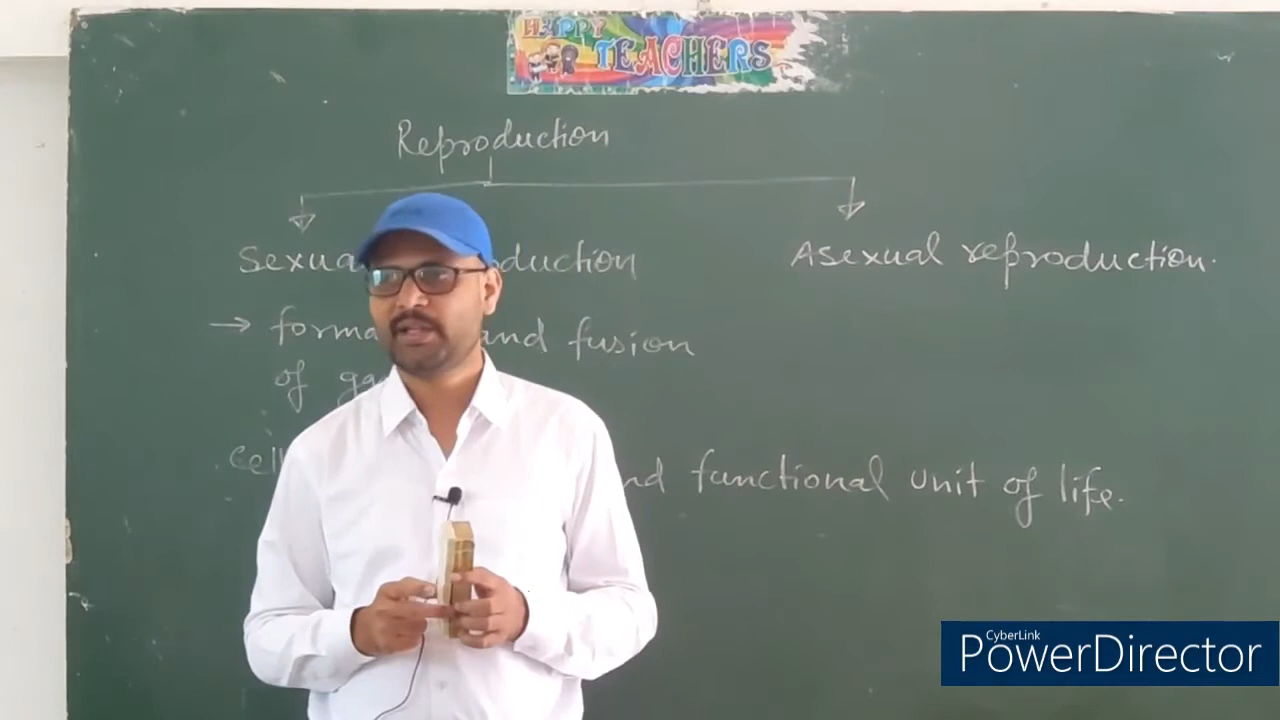 HAPPY
TEACHERS
Reproduction
Sexua duction
Asexual reproduction.
→ forma and fusion
of ga
Cell nd functional unit of life.
CyberLink
PowerDirector